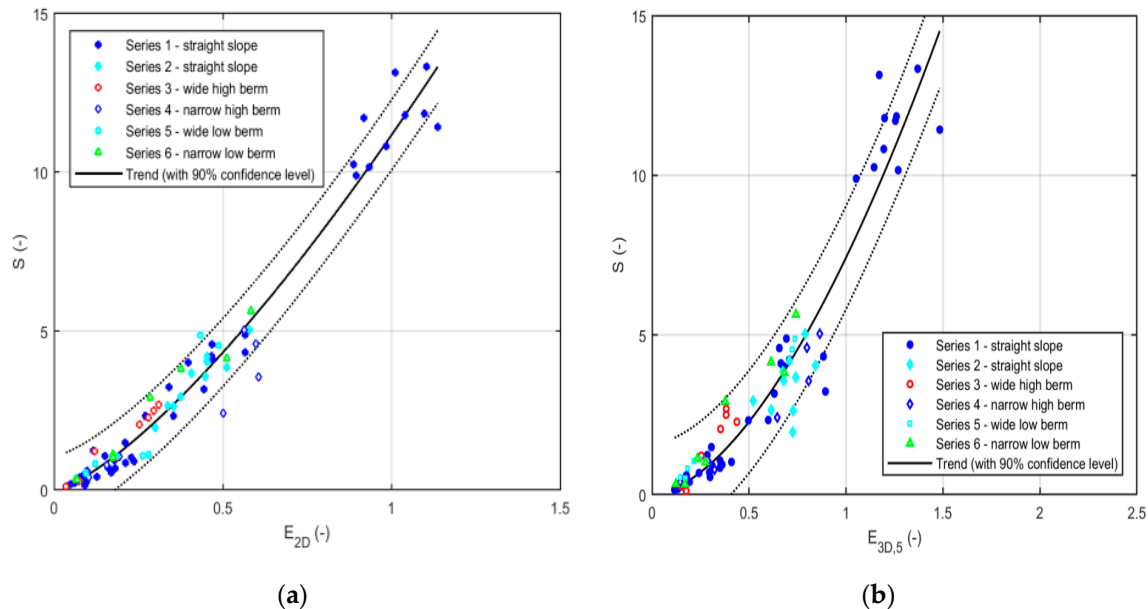 15
10
5
0
S (-)
Series 1 - straight slope
Series 2 - straight slope
Series 3 - wide high berm
Series 4 - narrow high berm
Series 5 - wide low berm
Series 6 - narrow low berm
Trend (with 90% confidence level)
0 0.5 1 1.5
E2D (-)
(a)
15
10
5
0
S (-)
Series 1 - straight slope
Series 2 - straight slope
Series 3 - wide high berm
Series 4 - narrow high berm
Series 5 - wide low berm
Series 6 - narrow low berm
Trend (with 90% confidence level)
0 0.5 1 1.5 2 2.5
E3D,5 (-)
(b)